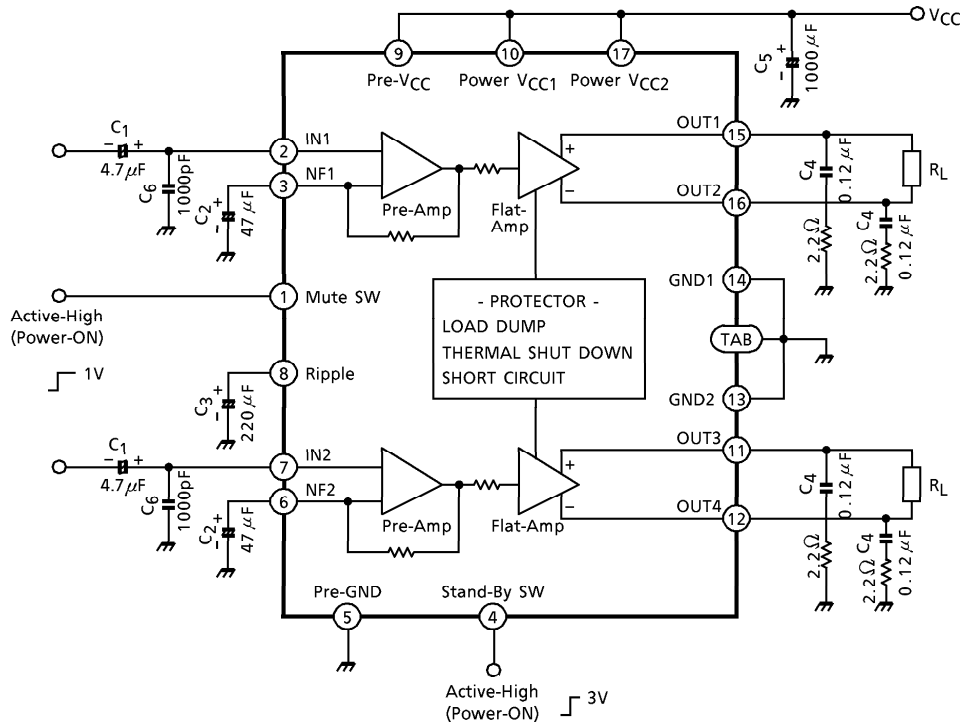 VCC
9
10
17
Pre-VCC
Power VCC1
Power VCC2
C5
+
-
1000 µF
C1
- +
4.7µF
C6
1000pF
2
IN1
3
NF1
C2
+
-
47µF
Pre-Amp
Flat-
Amp
+
−
OUT1
15
OUT2
16
C4
0.12µF
2.2Ω
RL
C4
0.12µF
2.2Ω
1
Mute SW
Active-High
(Power-ON)
1V
8
Ripple
C3
+
-
220µF
- PROTECTOR -
LOAD DUMP
THERMAL SHUT DOWN
SHORT CIRCUIT
GND1
14
TAB
GND2
13
C1
- +
4.7µF
C6
1000pF
7
IN2
6
NF2
C2
+
-
47µF
Pre-Amp
Flat-Amp
+
−
OUT3
11
OUT4
12
C4
0.12µF
2.2Ω
RL
C4
0.12µF
2.2Ω
Pre-GND
5
Stand-By SW
4
Active-High
(Power-ON)
3V